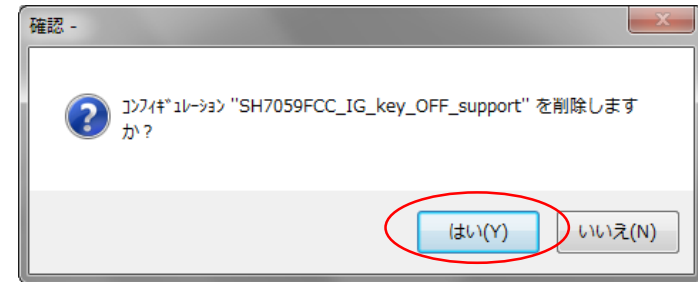 確認 -
ｺﾝﾌｨｷﾞｭﾚｰｼｮﾝ "SH7059FCC_IG_key_OFF_support" を削除します
か？
はい(Y)
いいえ(N)